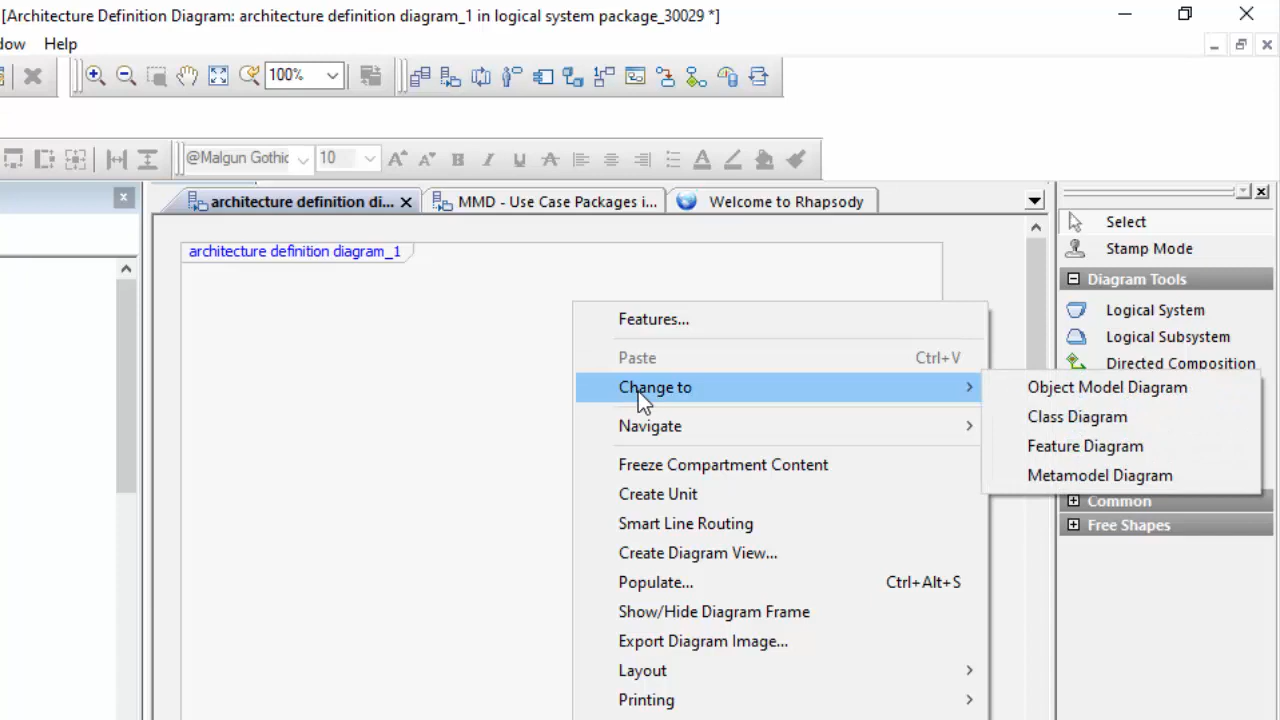 [Architecture Definition Diagram: architecture definition diagram_1 in logical system package_30029 *]
dow Help
100%
@Malgun Gothic 10
architecture definition di... MMD - Use Case Packages i... Welcome to Rhapsody
architecture definition diagram_1
Select
Stamp Mode
Diagram Tools
Logical System
Logical Subsystem
Directed Composition
Common
Free Shapes
Features...
Paste Ctrl+V
Change to
Navigate
Freeze Compartment Content
Create Unit
Smart Line Routing
Create Diagram View...
Populate... Ctrl+Alt+S
Show/Hide Diagram Frame
Export Diagram Image...
Layout
Printing
Object Model Diagram
Class Diagram
Feature Diagram
Metamodel Diagram